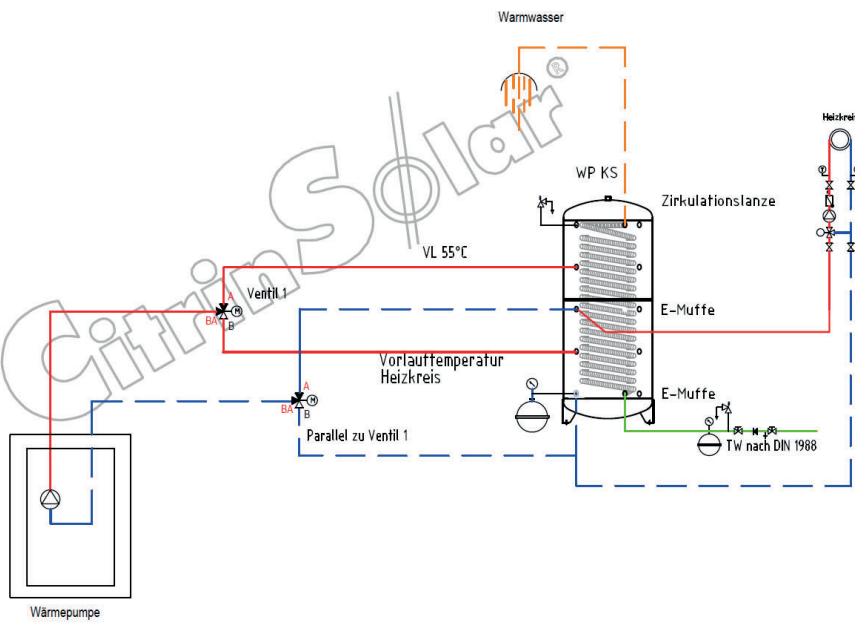 Warmwasser
CitrinSolar®
Heizkreis
WP KS
Zirkulationslanze
VL 55°C
A
Ventil 1
M
BA
B
E-Muffe
Vorlauftemperatur
Heizkreis
A
M
BA
B
E-Muffe
Parallel zu Ventil 1
TW nach DIN 1988
Wärmepumpe